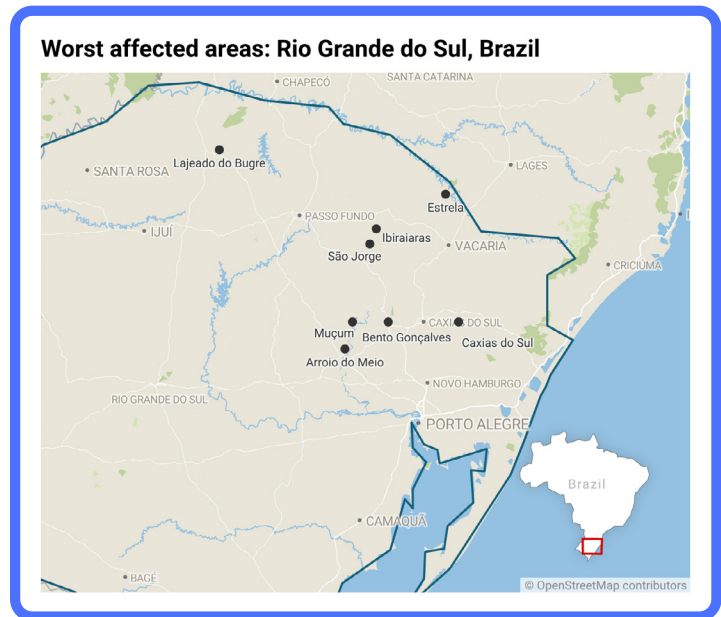 Worst affected areas: Rio Grande do Sul, Brazil
CHAPECÓ
SANTA CATARINA
Lajeado do Bugre
SANTA ROSA
LAGES
Estrela
PASSO FUNDO
IJUÍ
Ibiraiaras
VACARIA
São Jorge
CRICIÚMA
Muçum
Bento Gonçalves
CAXIAS DO SUL
Caxias do Sul
Arroio do Meio
NOVO HAMBURGO
RIO GRANDE DO SUL
PORTO ALEGRE
Brazil
CAMAQUÃ
BAGÉ
© OpenStreetMap contributors